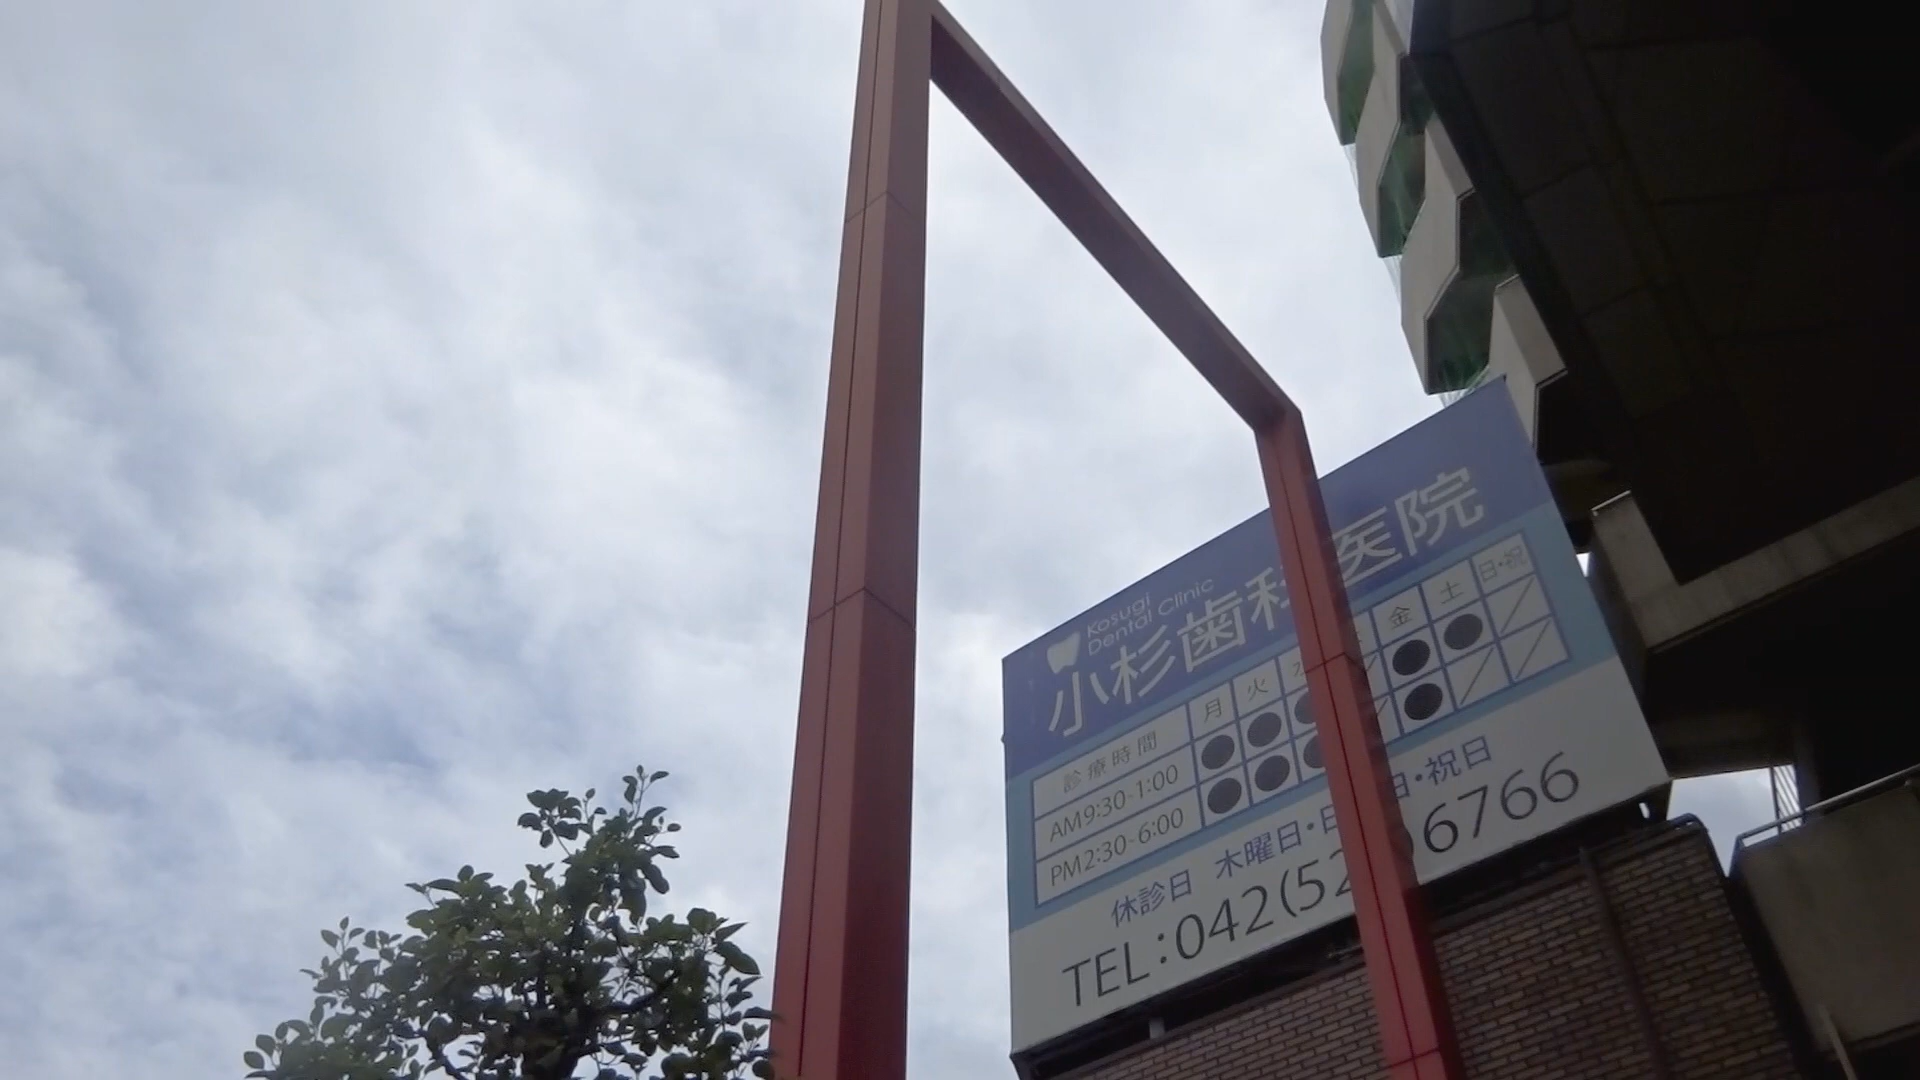 Kosugi
Dental Clinic
小杉歯科医院
診療時間 月 火 金 土 日・祝
AM9:30-1:00 ● ● ● ● ／
PM2:30-6:00 ● ● ● ／ ／
休診日 木曜日・日 祝日
TEL:042(52 6766